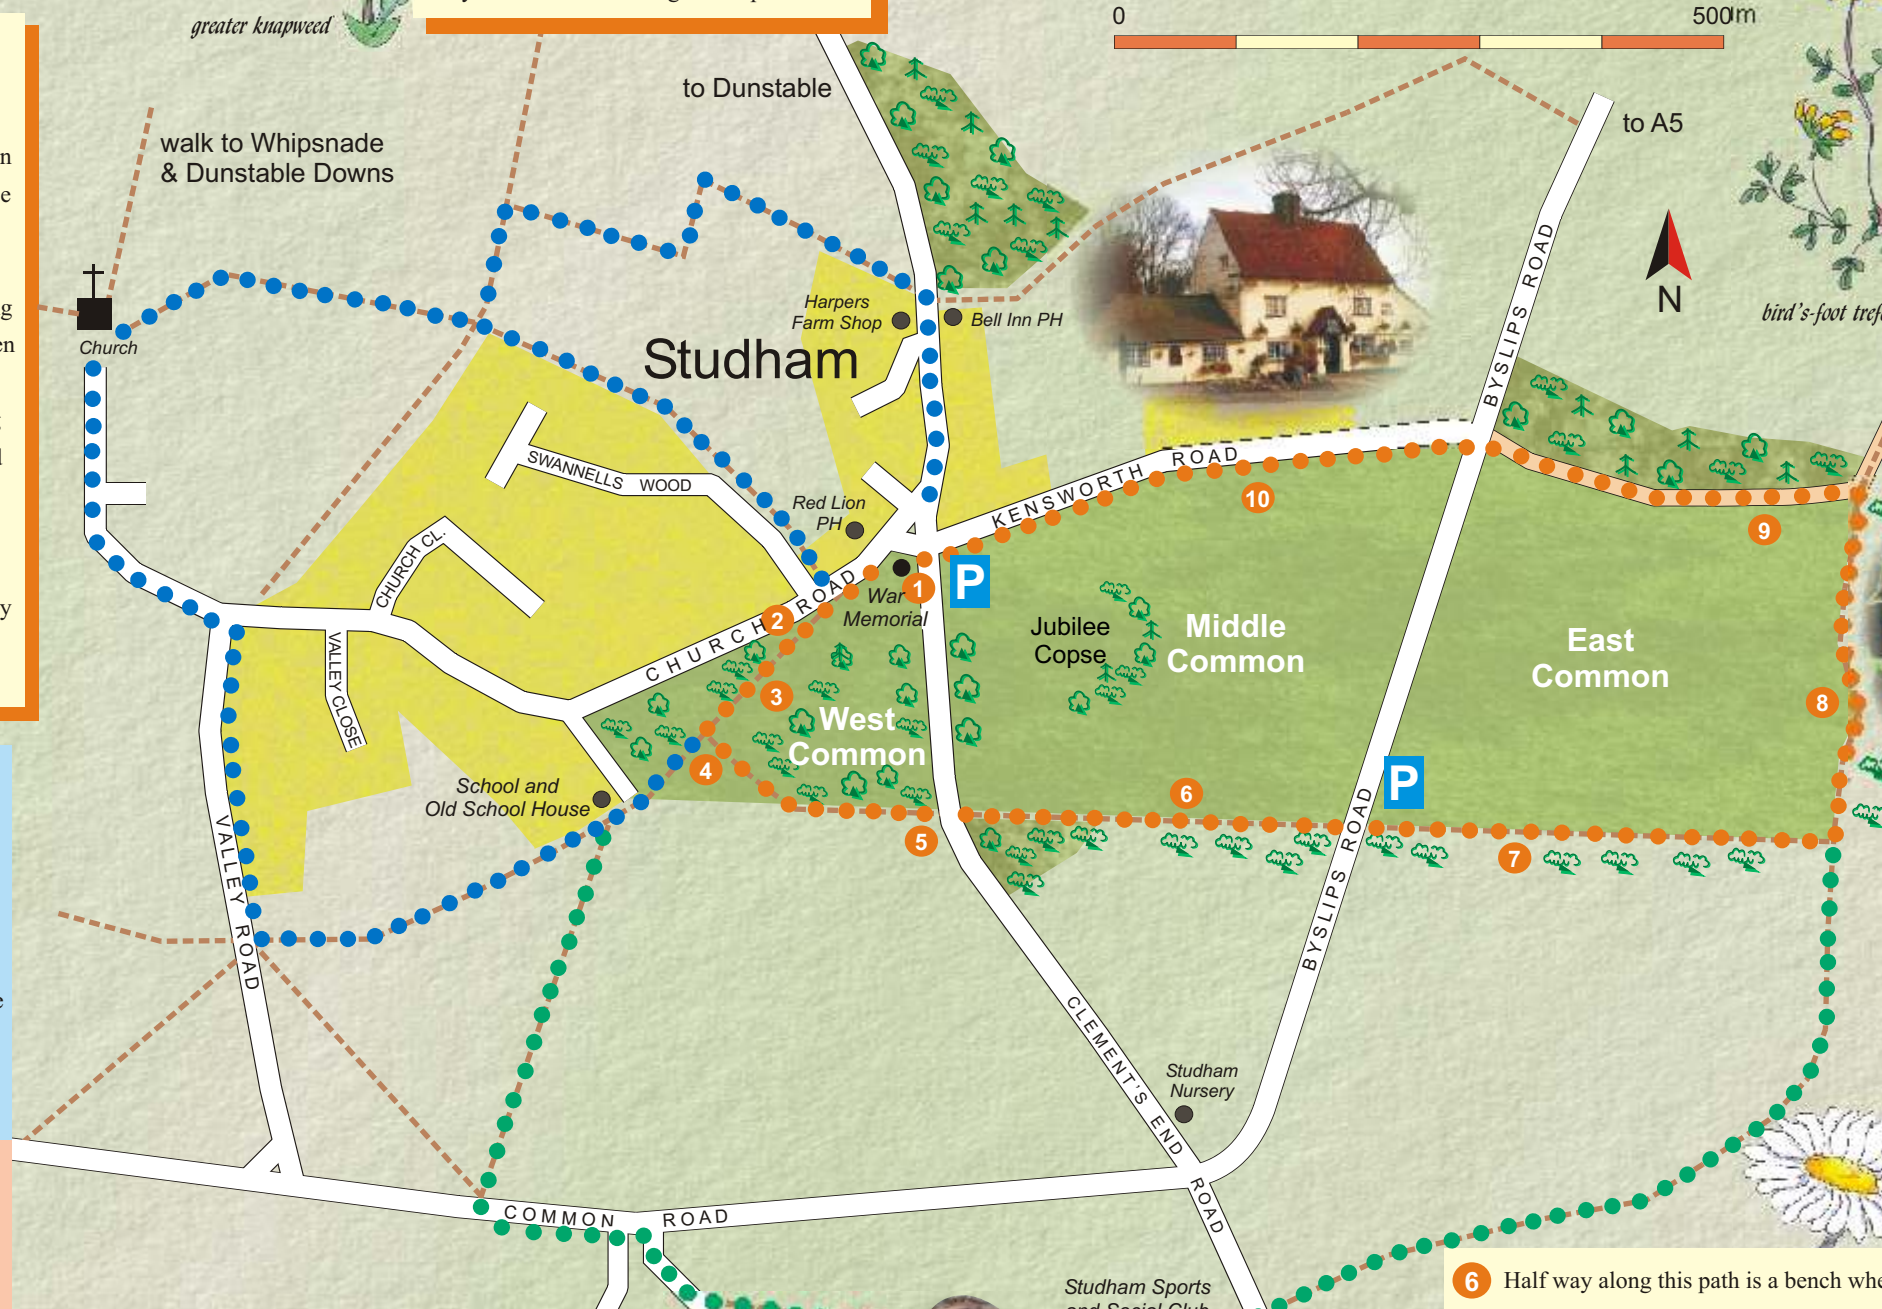 greater knapweed
0
500m
to Dunstable
to A5
walk to Whipsnade
& Dunstable Downs
BYSLIPS ROAD
N
bird's-foot
Harpers
Farm Shop
Bell Inn PH
Church
Studham
SWANNELLS WOOD
KENSWORTH ROAD
10
9
Red Lion
PH
CHURCH CL.
P
1
War
Memorial
2
CHURCH ROAD
Jubilee
Copse
Middle
Common
East
Common
VALLEY CLOSE
3
8
West
Common
4
P
School and
Old School House
6
5
7
VALLEY ROAD
BYSLIPS ROAD
CLEMENT'S END ROAD
Studham
Nursery
COMMON ROAD
Studham Sports
and Social Club
6 Half way along this path is a bench